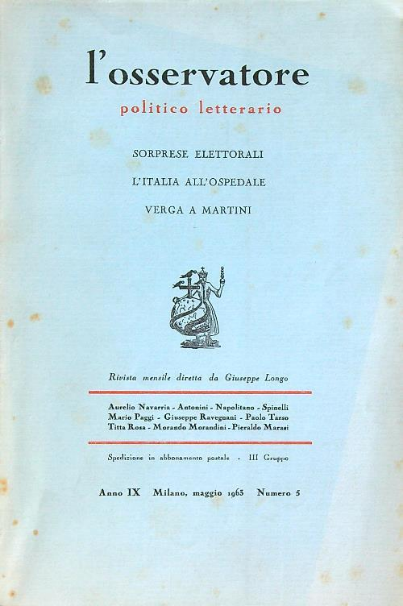 l'osservatore
politico letterario
SORPRESE ELETTORALI
L'ITALIA ALL'OSPEDALE
VERGA A MARTINI
Rivista mensile diretta da Giuseppe Longo
Aurelio Navarria - Antonini - Napolitano - Spinelli
Mario Paggi - Giuseppe Ravegnani - Paolo Tarso
Titta Rosa - Morando Morandini - Pieraldo Marasi
Spedizione in abbonamento postale - III Gruppo
Anno IX Milano, maggio 1963 Numero 5